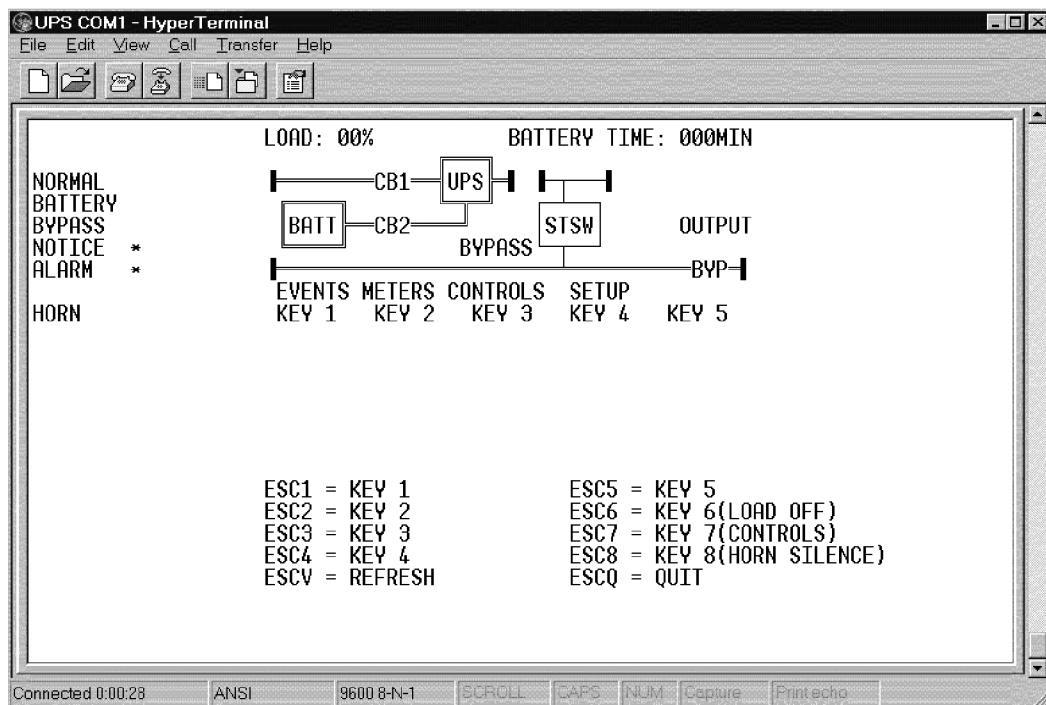 UPS COM1 - HyperTerminal
File Edit View Call Transfer Help
LOAD: 00% BATTERY TIME: 000MIN
NORMAL CB1 UPS
BATTERY
BYPASS BATT CB2 STSW OUTPUT
NOTICE * BYPASS
ALARM * BYP
EVENTS METERS CONTROLS SETUP
HORN KEY 1 KEY 2 KEY 3 KEY 4 KEY 5
ESC1 = KEY 1 ESC5 = KEY 5
ESC2 = KEY 2 ESC6 = KEY 6(LOAD OFF)
ESC3 = KEY 3 ESC7 = KEY 7(CONTROLS)
ESC4 = KEY 4 ESC8 = KEY 8(HORN SILENCE)
ESCV = REFRESH ESCQ = QUIT
Connected 0:00:28 ANSI 9600 8-N-1 SCROLL CAPS NUM Capture Print echo